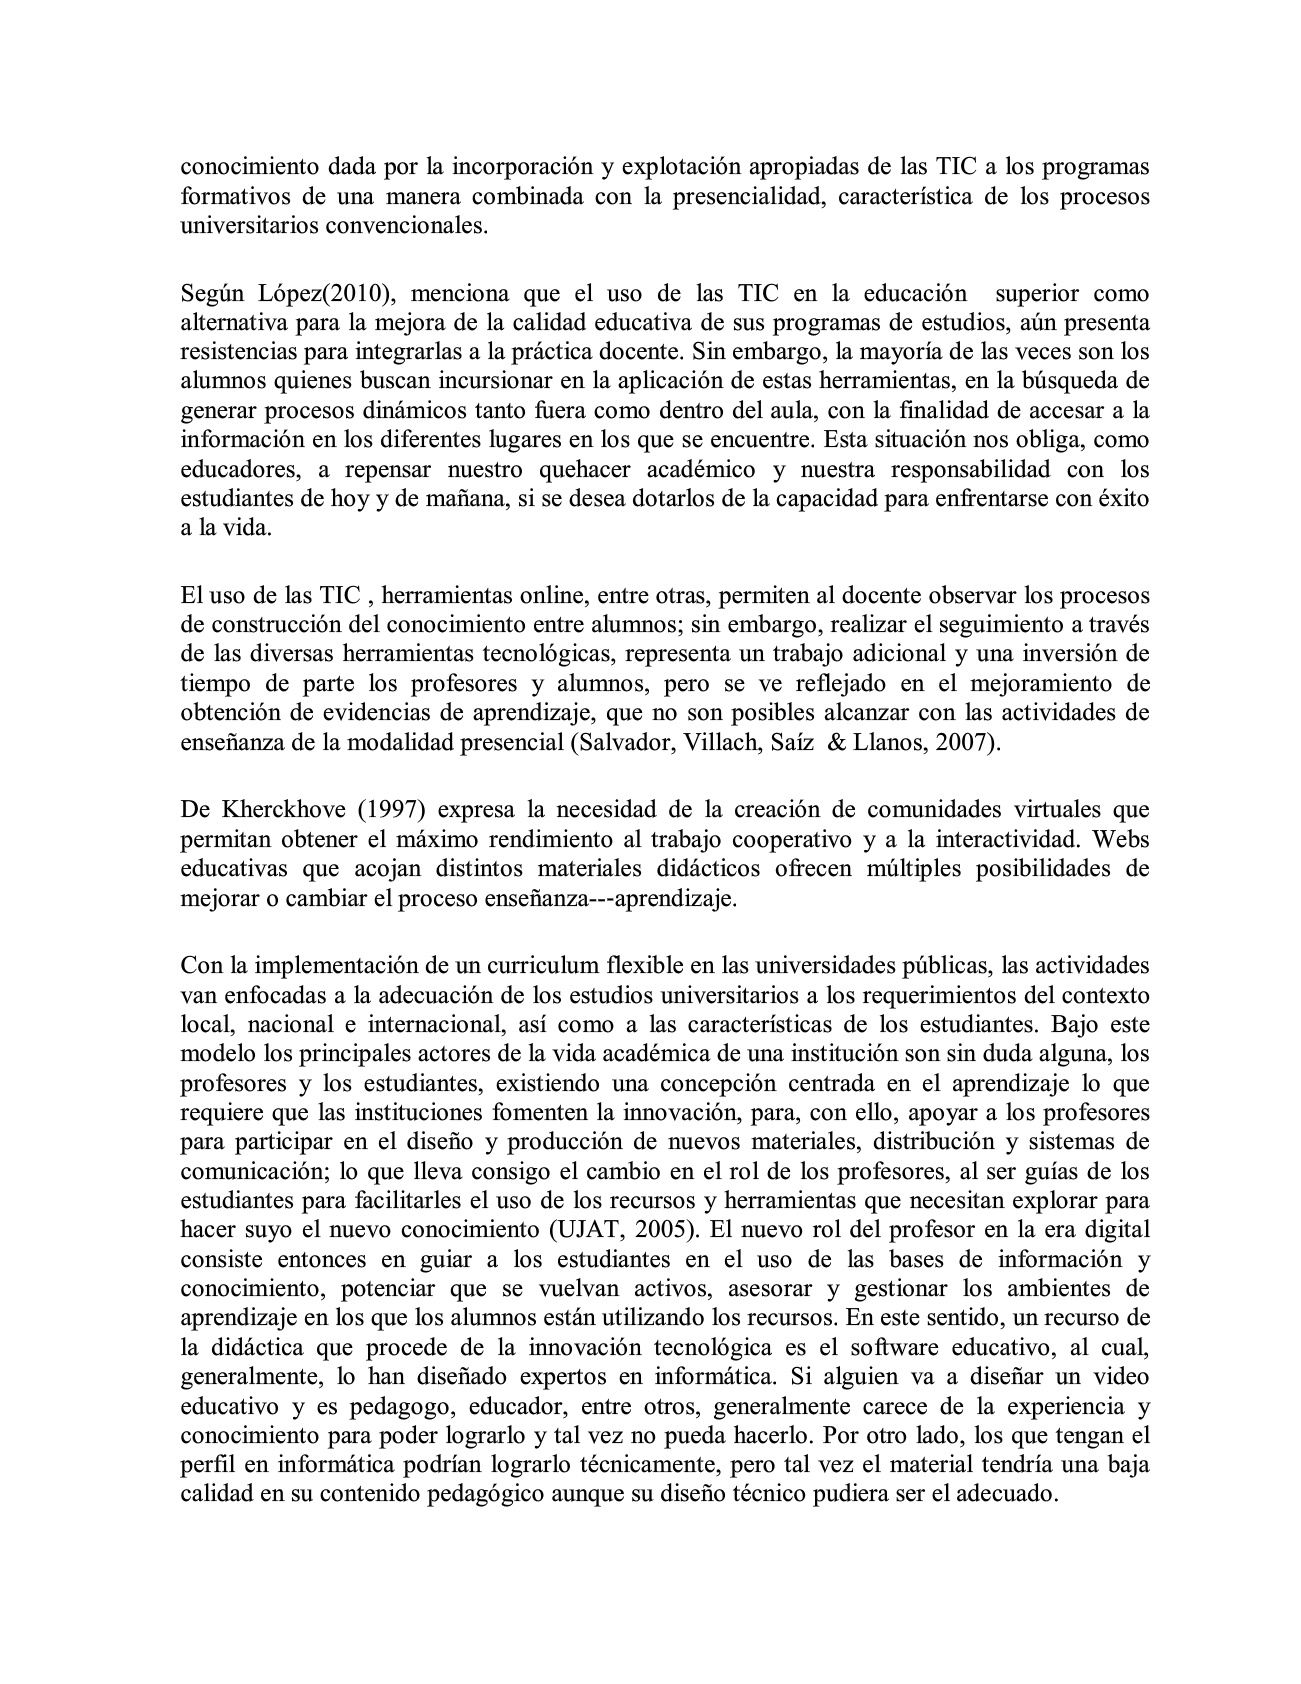 conocimiento dada por la incorporación y explotación apropiadas de las TIC a los programas
formativos de una manera combinada con la presencialidad, característica de los procesos
universitarios convencionales.
Según López(2010), menciona que el uso de las TIC en la educación  superior como
alternativa para la mejora de la calidad educativa de sus programas de estudios, aún presenta
resistencias para integrarlas a la práctica docente. Sin embargo, la mayoría de las veces son los
alumnos quienes buscan incursionar en la aplicación de estas herramientas, en la búsqueda de
generar procesos dinámicos tanto fuera como dentro del aula, con la finalidad de accesar a la
información en los diferentes lugares en los que se encuentre. Esta situación nos obliga, como
educadores, a repensar nuestro quehacer académico y nuestra responsabilidad con los
estudiantes de hoy y de mañana, si se desea dotarlos de la capacidad para enfrentarse con éxito
a la vida.
El uso de las TIC , herramientas online, entre otras, permiten al docente observar los procesos
de construcción del conocimiento entre alumnos; sin embargo, realizar el seguimiento a través
de las diversas herramientas tecnológicas, representa un trabajo adicional y una inversión de
tiempo de parte los profesores y alumnos, pero se ve reflejado en el mejoramiento de
obtención de evidencias de aprendizaje, que no son posibles alcanzar con las actividades de
enseñanza de la modalidad presencial (Salvador, Villach, Saíz  & Llanos, 2007).
De Kherckhove (1997) expresa la necesidad de la creación de comunidades virtuales que
permitan obtener el máximo rendimiento al trabajo cooperativo y a la interactividad. Webs
educativas que acojan distintos materiales didácticos ofrecen múltiples posibilidades de
mejorar o cambiar el proceso enseñanza---aprendizaje.
Con la implementación de un curriculum flexible en las universidades públicas, las actividades
van enfocadas a la adecuación de los estudios universitarios a los requerimientos del contexto
local, nacional e internacional, así como a las características de los estudiantes. Bajo este
modelo los principales actores de la vida académica de una institución son sin duda alguna, los
profesores y los estudiantes, existiendo una concepción centrada en el aprendizaje lo que
requiere que las instituciones fomenten la innovación, para, con ello, apoyar a los profesores
para participar en el diseño y producción de nuevos materiales, distribución y sistemas de
comunicación; lo que lleva consigo el cambio en el rol de los profesores, al ser guías de los
estudiantes para facilitarles el uso de los recursos y herramientas que necesitan explorar para
hacer suyo el nuevo conocimiento (UJAT, 2005). El nuevo rol del profesor en la era digital
consiste entonces en guiar a los estudiantes en el uso de las bases de información y
conocimiento, potenciar que se vuelvan activos, asesorar y gestionar los ambientes de
aprendizaje en los que los alumnos están utilizando los recursos. En este sentido, un recurso de
la didáctica que procede de la innovación tecnológica es el software educativo, al cual,
generalmente, lo han diseñado expertos en informática. Si alguien va a diseñar un video
educativo y es pedagogo, educador, entre otros, generalmente carece de la experiencia y
conocimiento para poder lograrlo y tal vez no pueda hacerlo. Por otro lado, los que tengan el
perfil en informática podrían lograrlo técnicamente, pero tal vez el material tendría una baja
calidad en su contenido pedagógico aunque su diseño técnico pudiera ser el adecuado.